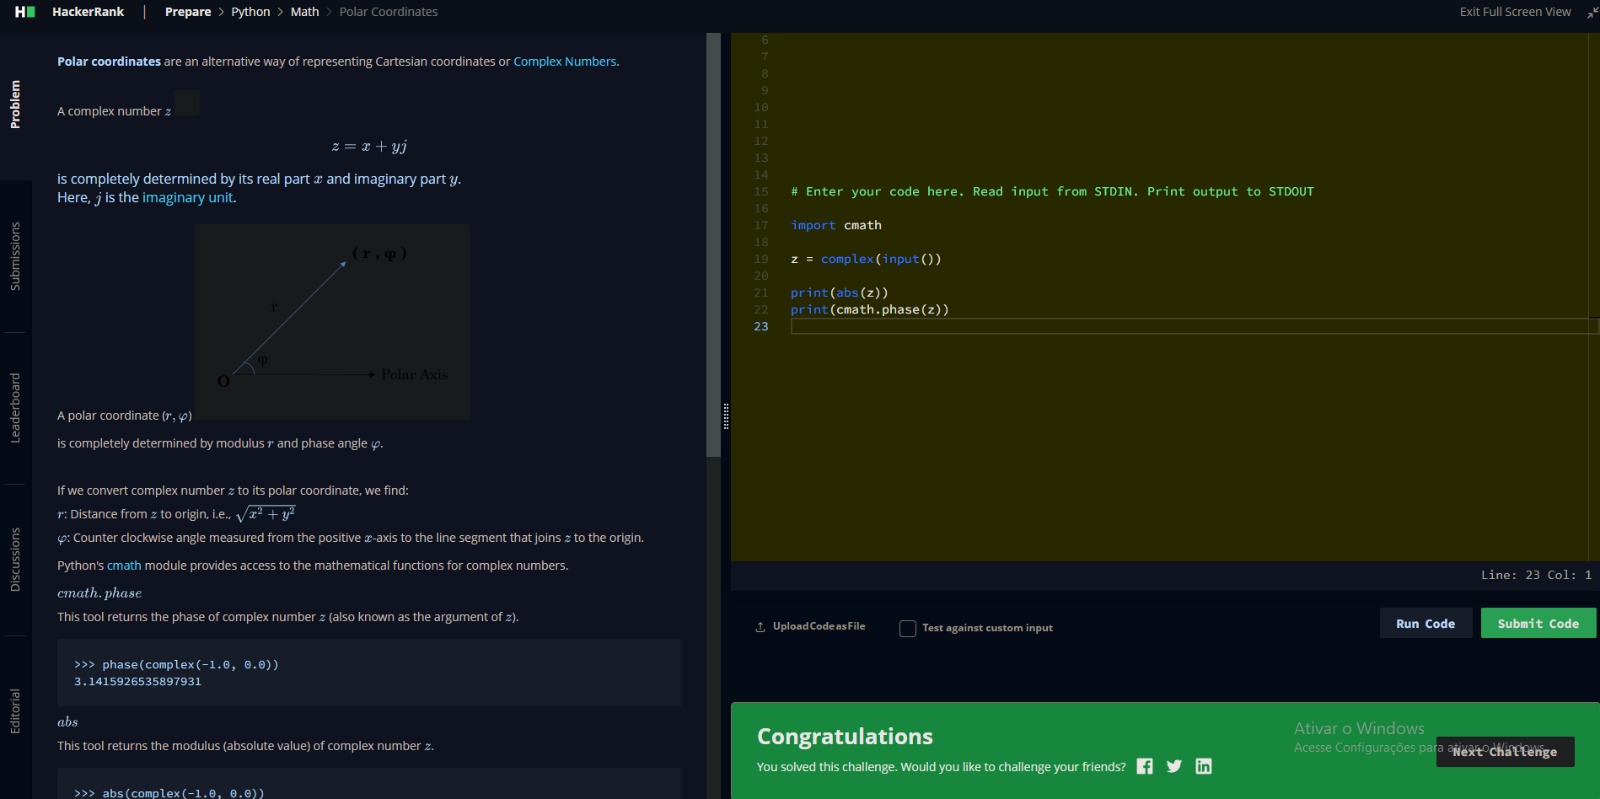 HackerRank | Prepare > Python > Math > Polar Coordinates
Exit Full Screen View
Problem
Submissions
Leaderboard
Discussions
Editorial
Polar coordinates are an alternative way of representing Cartesian coordinates or Complex Numbers.
A complex number z
z = x + yj
is completely determined by its real part x and imaginary part y.
Here, j is the imaginary unit.
( r , φ )
r
φ
O
Polar Axis
A polar coordinate (r, φ)
is completely determined by modulus r and phase angle φ.
If we convert complex number z to its polar coordinate, we find:
r: Distance from z to origin, i.e., √x² + y²
φ: Counter clockwise angle measured from the positive x-axis to the line segment that joins z to the origin.
Python's cmath module provides access to the mathematical functions for complex numbers.
cmath. phase
This tool returns the phase of complex number z (also known as the argument of z).
>>> phase(complex(-1.0, 0.0))
3.1415926535897931
abs
This tool returns the modulus (absolute value) of complex number z.
>>> abs(complex(-1.0, 0.0))
6
7
8
9
10
11
12
13
14
15 # Enter your code here. Read input from STDIN. Print output to STDOUT
16
17 import cmath
18
19 z = complex(input())
20
21 print(abs(z))
22 print(cmath.phase(z))
23
Line: 23 Col: 1
Upload Code as File
Test against custom input
Run Code
Submit Code
Congratulations
You solved this challenge. Would you like to challenge your friends?
Next Challenge
Ativar o Windows
Acesse Configurações para ativar o Windows.